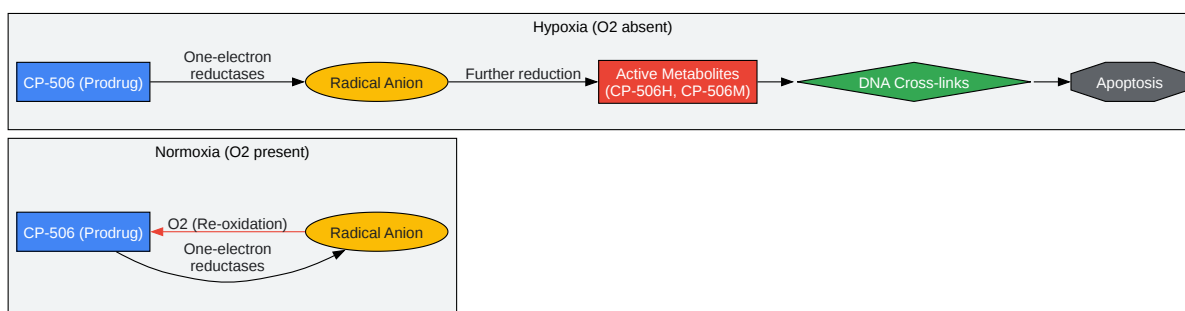 Hypoxia (O2 absent)
One-electron
reductases
CP-506 (Prodrug)
Radical Anion
Further reduction
Active Metabolites
(CP-506H, CP-506M)
DNA Cross-links
Apoptosis
Normoxia (O2 present)
CP-506 (Prodrug)
O2 (Re-oxidation)
Radical Anion
One-electron
reductases